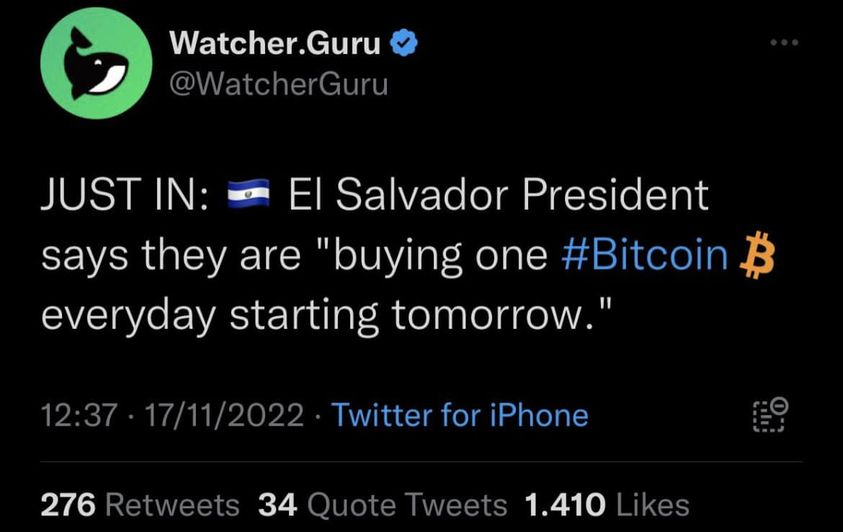 Watcher.Guru
@WatcherGuru
JUST IN: 🇸🇻 El Salvador President
says they are "buying one #Bitcoin ₿
everyday starting tomorrow."
12:37 · 17/11/2022 · Twitter for iPhone
276 Retweets 34 Quote Tweets 1.410 Likes